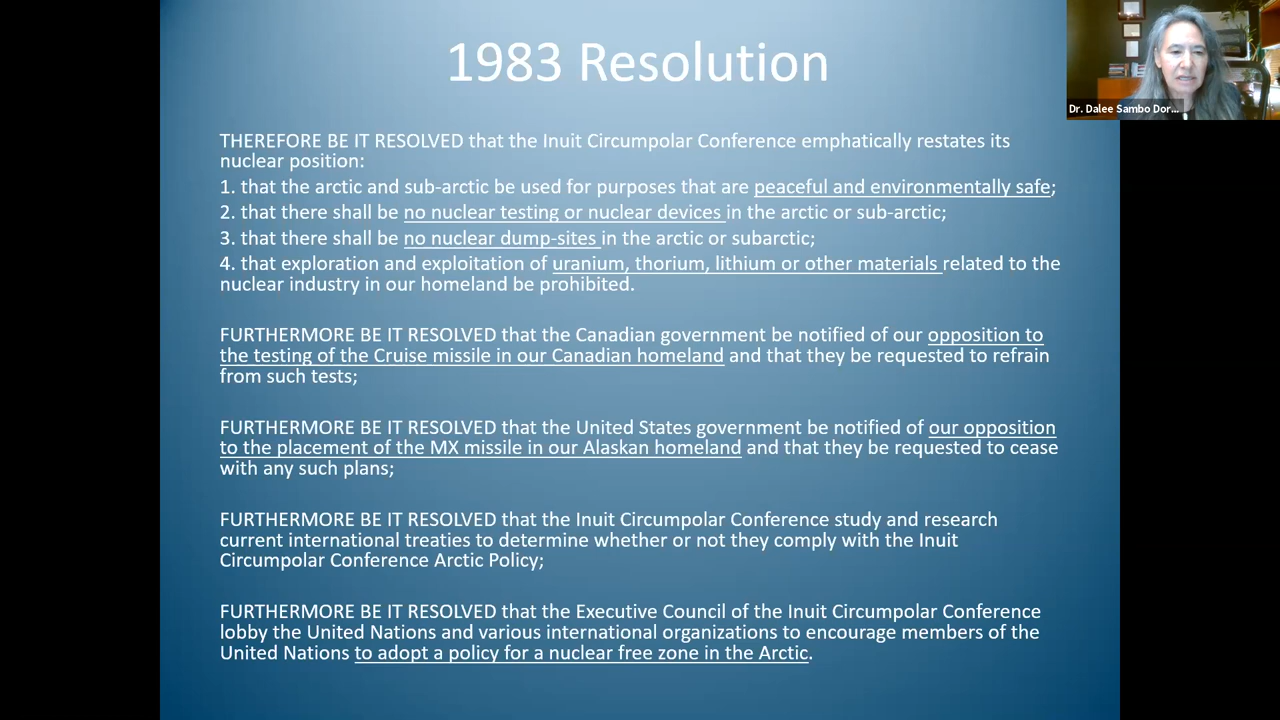 1983 Resolution
Dr. Dalee Sambo Dor...
THEREFORE BE IT RESOLVED that the Inuit Circumpolar Conference emphatically restates its
nuclear position:
1. that the arctic and sub-arctic be used for purposes that are peaceful and environmentally safe;
2. that there shall be no nuclear testing or nuclear devices in the arctic or sub-arctic;
3. that there shall be no nuclear dump-sites in the arctic or subarctic;
4. that exploration and exploitation of uranium, thorium, lithium or other materials related to the
nuclear industry in our homeland be prohibited.
FURTHERMORE BE IT RESOLVED that the Canadian government be notified of our opposition to
the testing of the Cruise missile in our Canadian homeland and that they be requested to refrain
from such tests;
FURTHERMORE BE IT RESOLVED that the United States government be notified of our opposition
to the placement of the MX missile in our Alaskan homeland and that they be requested to cease
with any such plans;
FURTHERMORE BE IT RESOLVED that the Inuit Circumpolar Conference study and research
current international treaties to determine whether or not they comply with the Inuit
Circumpolar Conference Arctic Policy;
FURTHERMORE BE IT RESOLVED that the Executive Council of the Inuit Circumpolar Conference
lobby the United Nations and various international organizations to encourage members of the
United Nations to adopt a policy for a nuclear free zone in the Arctic.